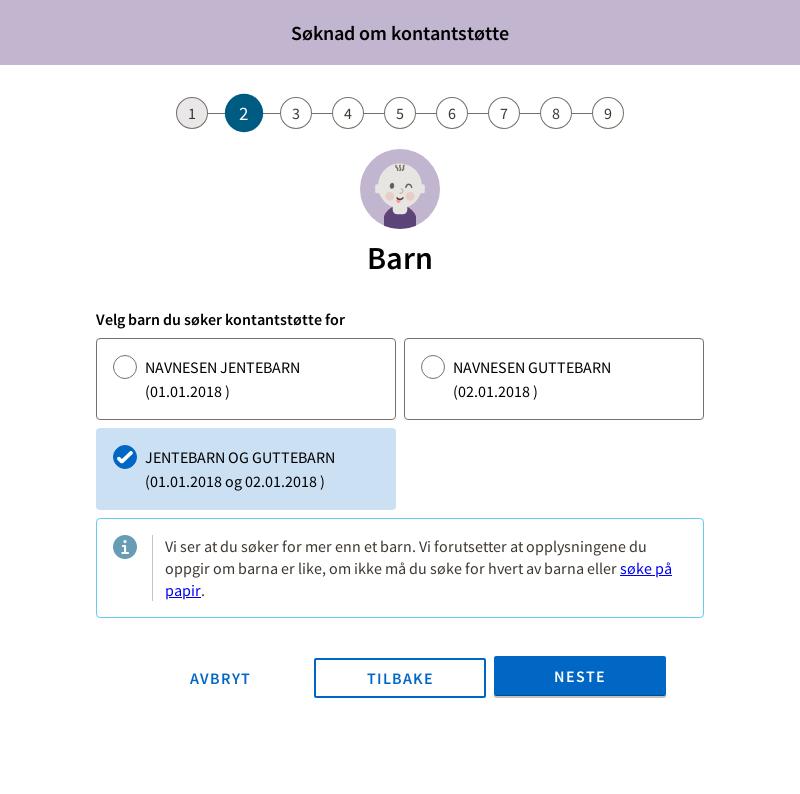 Søknad om kontantstøtte
1 2 3 4 5 6 7 8 9
Barn
Velg barn du søker kontantstøtte for
NAVNESEN JENTEBARN
(01.01.2018 )
NAVNESEN GUTTEBARN
(02.01.2018 )
JENTEBARN OG GUTTEBARN
(01.01.2018 og 02.01.2018 )
Vi ser at du søker for mer enn et barn. Vi forutsetter at opplysningene du
oppgir om barna er like, om ikke må du søke for hvert av barna eller søke på
papir.
AVBRYT TILBAKE NESTE